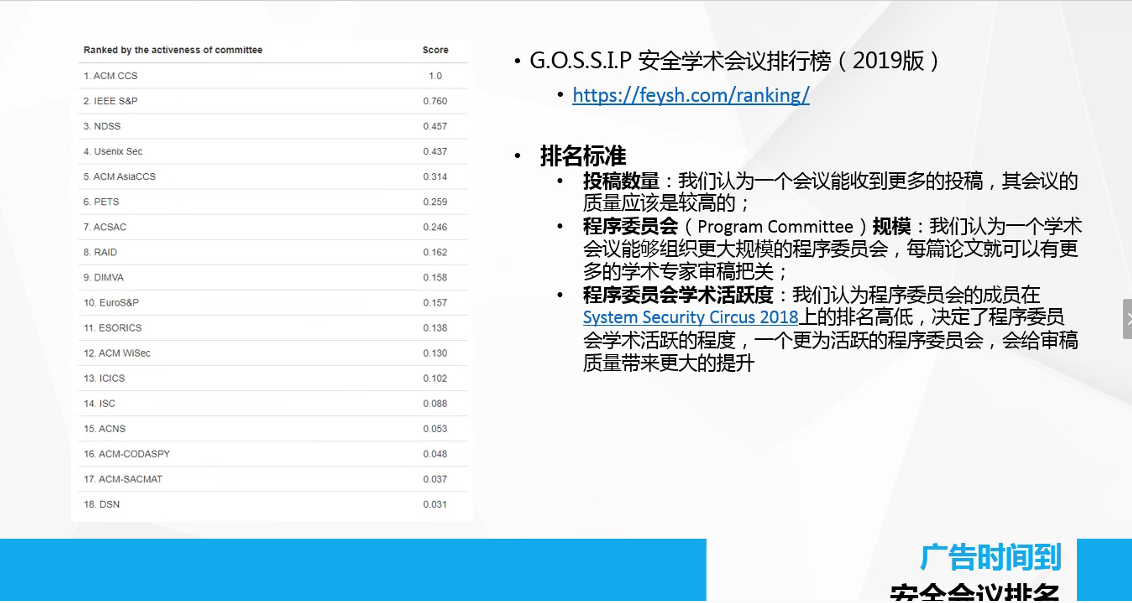 Ranked by the activeness of committee Score
1. ACM CCS 1.0
2. IEEE S&P 0.760
3. NDSS 0.457
4. Usenix Sec 0.437
5. ACM AsiaCCS 0.314
6. PETS 0.259
7. ACSAC 0.246
8. RAID 0.162
9. DIMVA 0.158
10. EuroS&P 0.157
11. ESORICS 0.138
12. ACM WiSec 0.130
13. ICICS 0.102
14. ISC 0.088
15. ACNS 0.053
16. ACM-CODASPY 0.048
17. ACM-SACMAT 0.037
18. DSN 0.031
• G.O.S.S.I.P 安全学术会议排行榜（2019版）
• https://feysh.com/ranking/
• 排名标准
• 投稿数量：我们认为一个会议能收到更多的投稿，其会议的
质量应该是较高的；
• 程序委员会（Program Committee）规模：我们认为一个学术
会议能够组织更大规模的程序委员会，每篇论文就可以有更
多的学术专家审稿把关；
• 程序委员会学术活跃度：我们认为程序委员会的成员在
System Security Circus 2018上的排名高低，决定了程序委员
会学术活跃的程度，一个更为活跃的程序委员会，会给审稿
质量带来更大的提升
广告时间到
安全会议排名